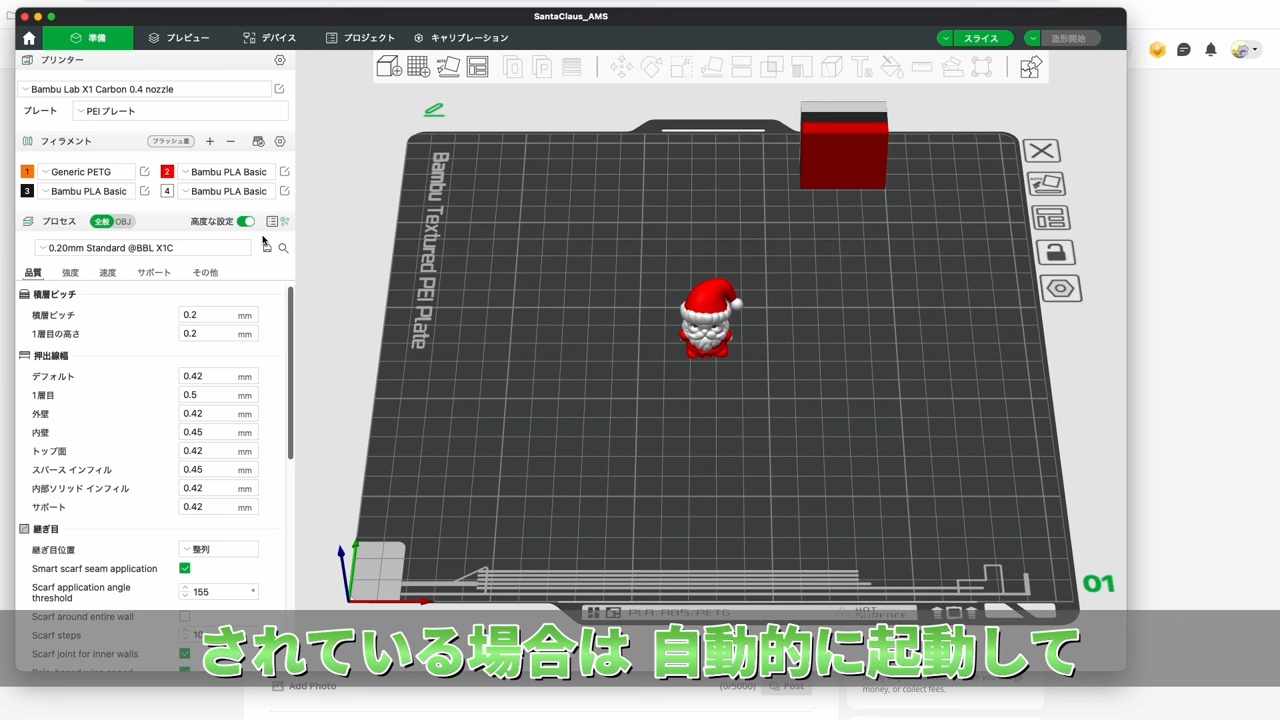 SantaClaus_AMS
準備
プレビュー
デバイス
プロジェクト
キャリブレーション
スライス
造形開始
プリンター
Bambu Lab X1 Carbon 0.4 nozzle
プレート
PEIプレート
フィラメント
フラッシュ量
1 Generic PETG
2 Bambu PLA Basic
3 Bambu PLA Basic
4 Bambu PLA Basic
プロセス
全般
OBJ
高度な設定
0.20mm Standard @BBL X1C
品質
強度
速度
サポート
その他
積層ピッチ
積層ピッチ 0.2 mm
1層目の高さ 0.2 mm
押出線幅
デフォルト 0.42 mm
1層目 0.5 mm
外壁 0.42 mm
内壁 0.45 mm
トップ面 0.42 mm
スパース インフィル 0.45 mm
内部ソリッド インフィル 0.42 mm
サポート 0.42 mm
継ぎ目
継ぎ目位置 整列
Smart scarf seam application
Scarf application angle
threshold 155 °
Scarf around entire wall
Scarf steps 10
Scarf joint for inner walls
Bambu Textured PEI Plate
PLA/ABS/PETG
HOT
SURFACE
01
されている場合は 自動的に起動して
Add Photo
(0/5000)
Post
money, or collect fees.